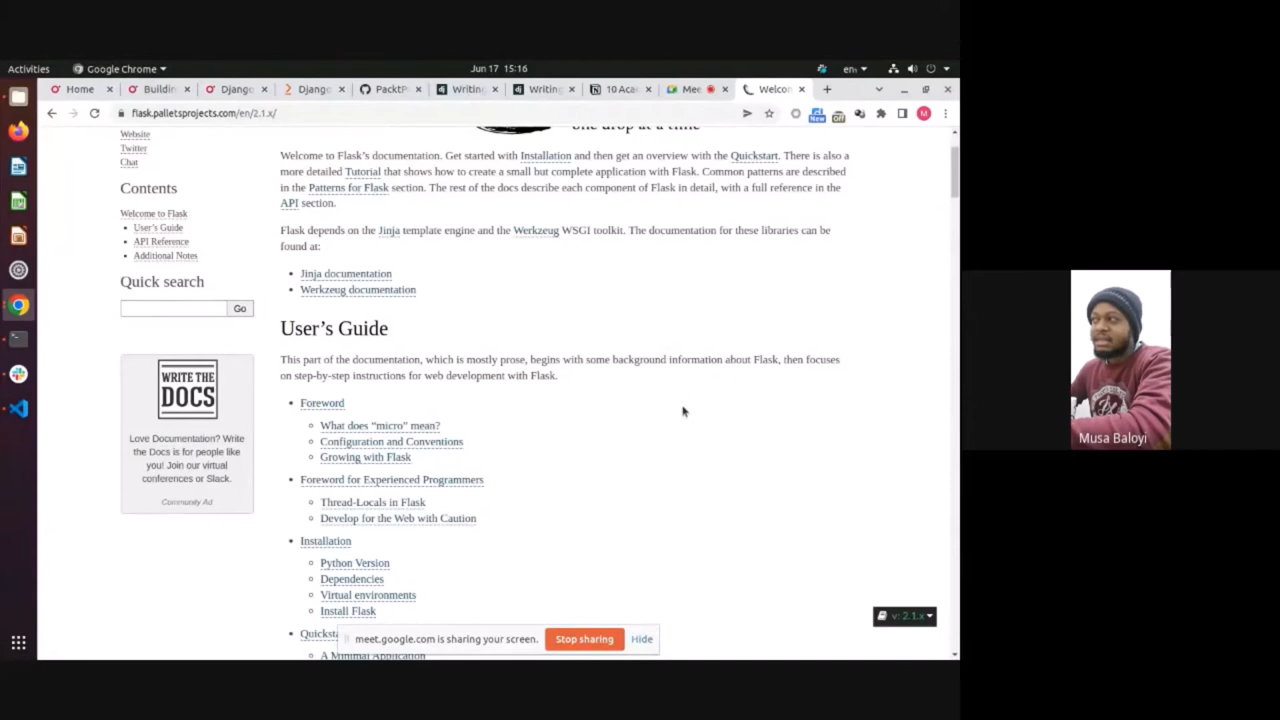 Activities
Google Chrome
Jun 17 15:16
en₁
Home
Buildin
Django
Django
PacktP
Writing
Writing
10 Aca
Mee
Welcor
flask.palletsprojects.com/en/2.1.x/
New
Off
M
one drop at a time
Website
Twitter
Chat
Contents
Welcome to Flask
User's Guide
API Reference
Additional Notes
Quick search
Go
WRITE THE
DOCS
Love Documentation? Write
the Docs is for people like
you! Join our virtual
conferences or Slack.
Community Ad
Welcome to Flask's documentation. Get started with Installation and then get an overview with the Quickstart. There is also a
more detailed Tutorial that shows how to create a small but complete application with Flask. Common patterns are described
in the Patterns for Flask section. The rest of the docs describe each component of Flask in detail, with a full reference in the
API section.
Flask depends on the Jinja template engine and the Werkzeug WSGI toolkit. The documentation for these libraries can be
found at:
Jinja documentation
Werkzeug documentation
User's Guide
This part of the documentation, which is mostly prose, begins with some background information about Flask, then focuses
on step-by-step instructions for web development with Flask.
Foreword
What does “micro” mean?
Configuration and Conventions
Growing with Flask
Foreword for Experienced Programmers
Thread-Locals in Flask
Develop for the Web with Caution
Installation
Python Version
Dependencies
Virtual environments
Install Flask
Quicksta
A Minimal Application
v: 2.1.x
meet.google.com is sharing your screen.
Stop sharing
Hide
Musa Baloyi